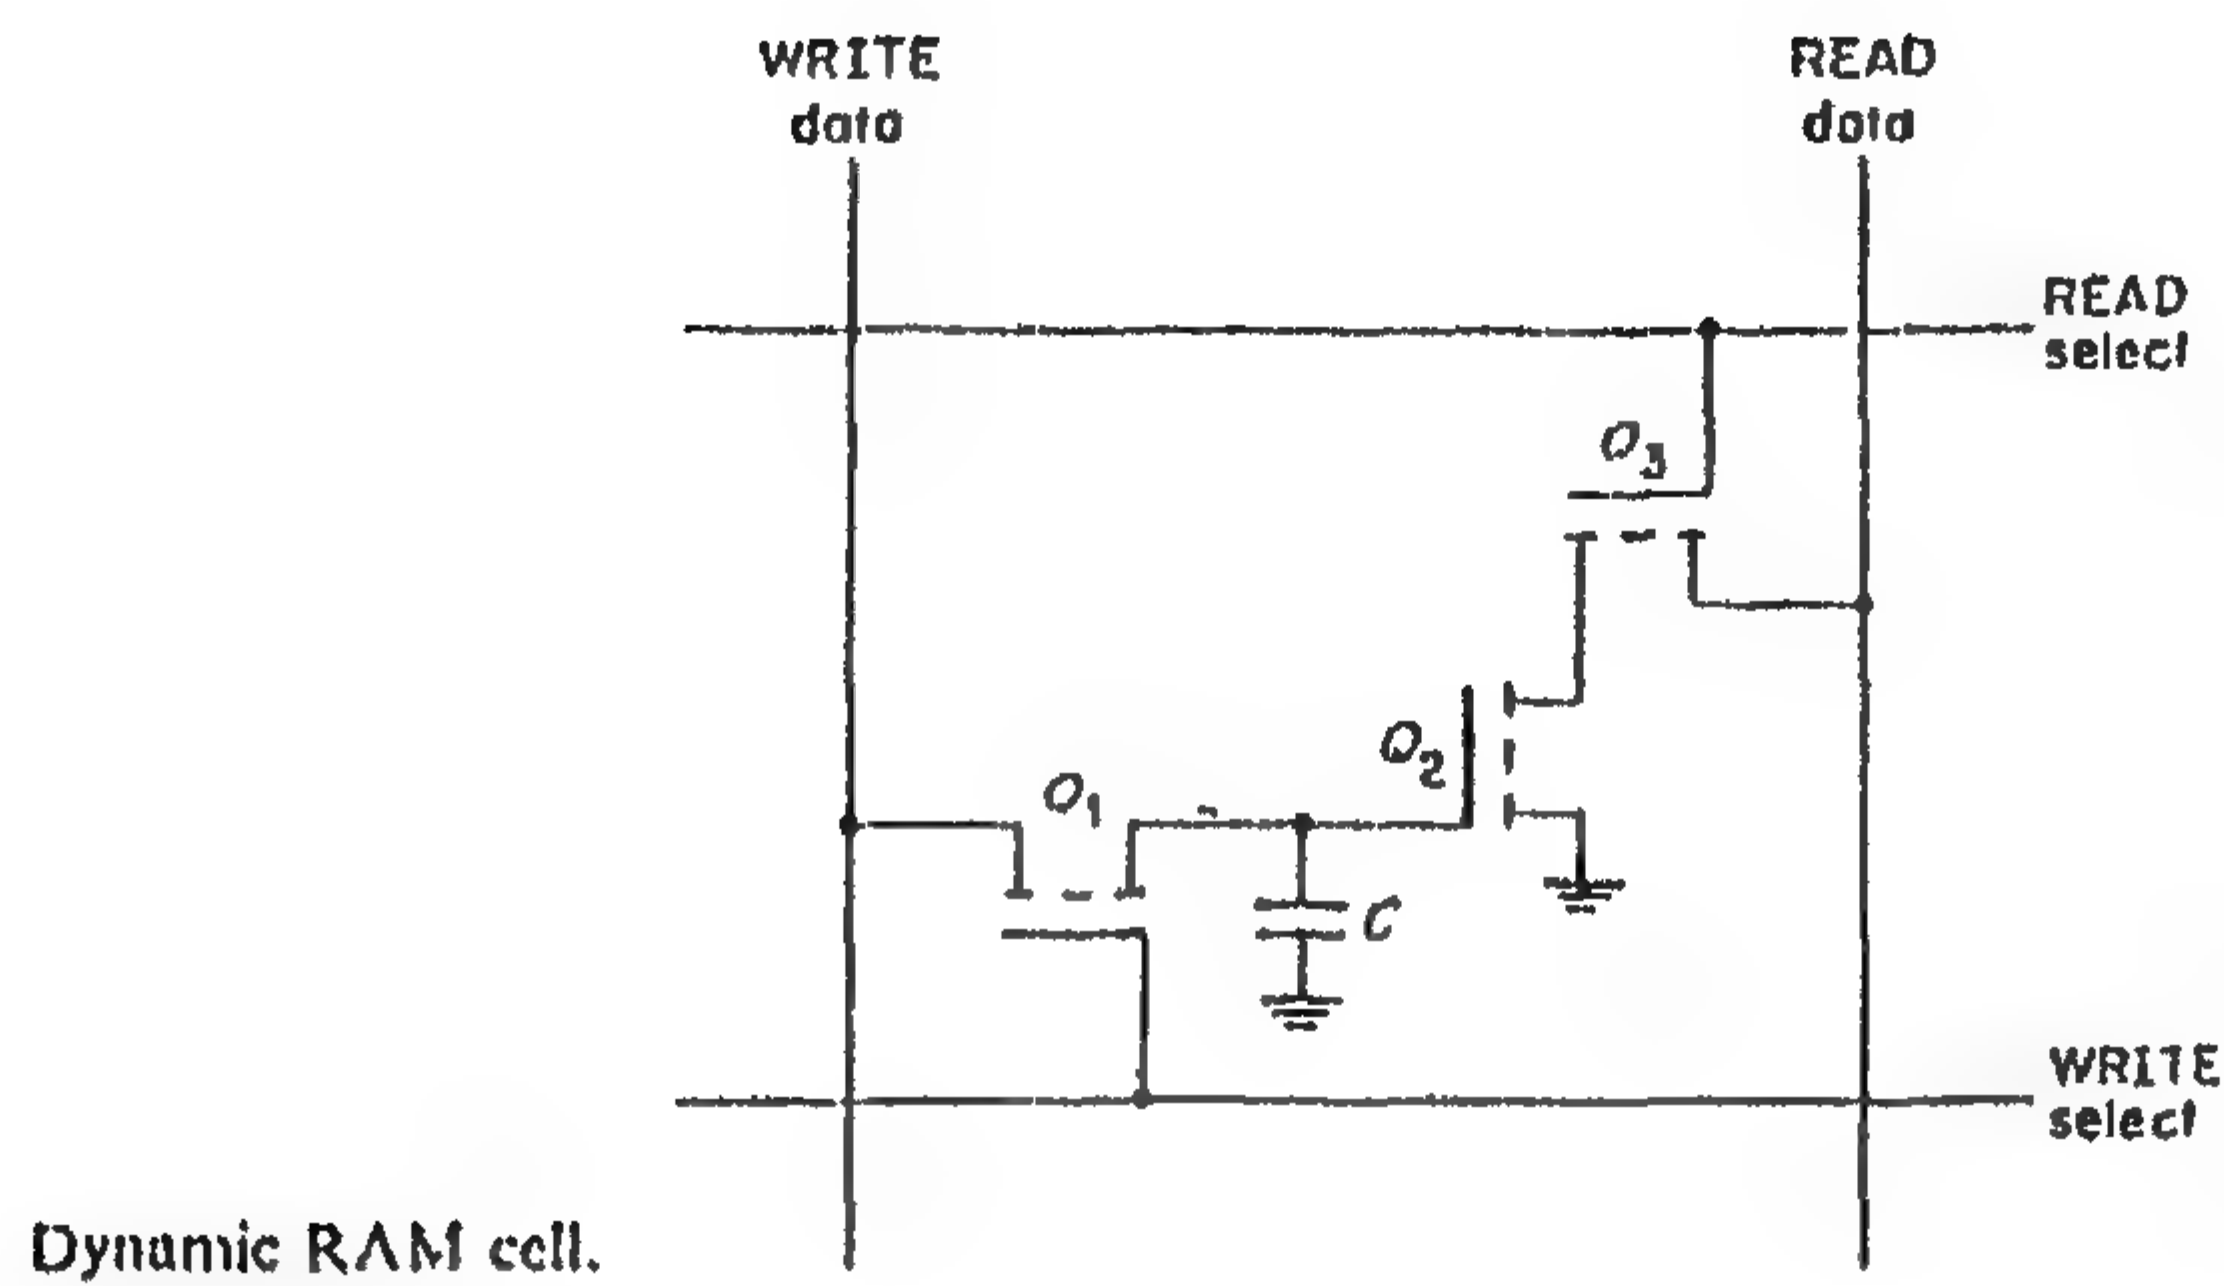 WRITE
data
READ
data
READ
select
Q₃
Q₂
Q₁
C
WRITE
select
Dynamic RAM cell.